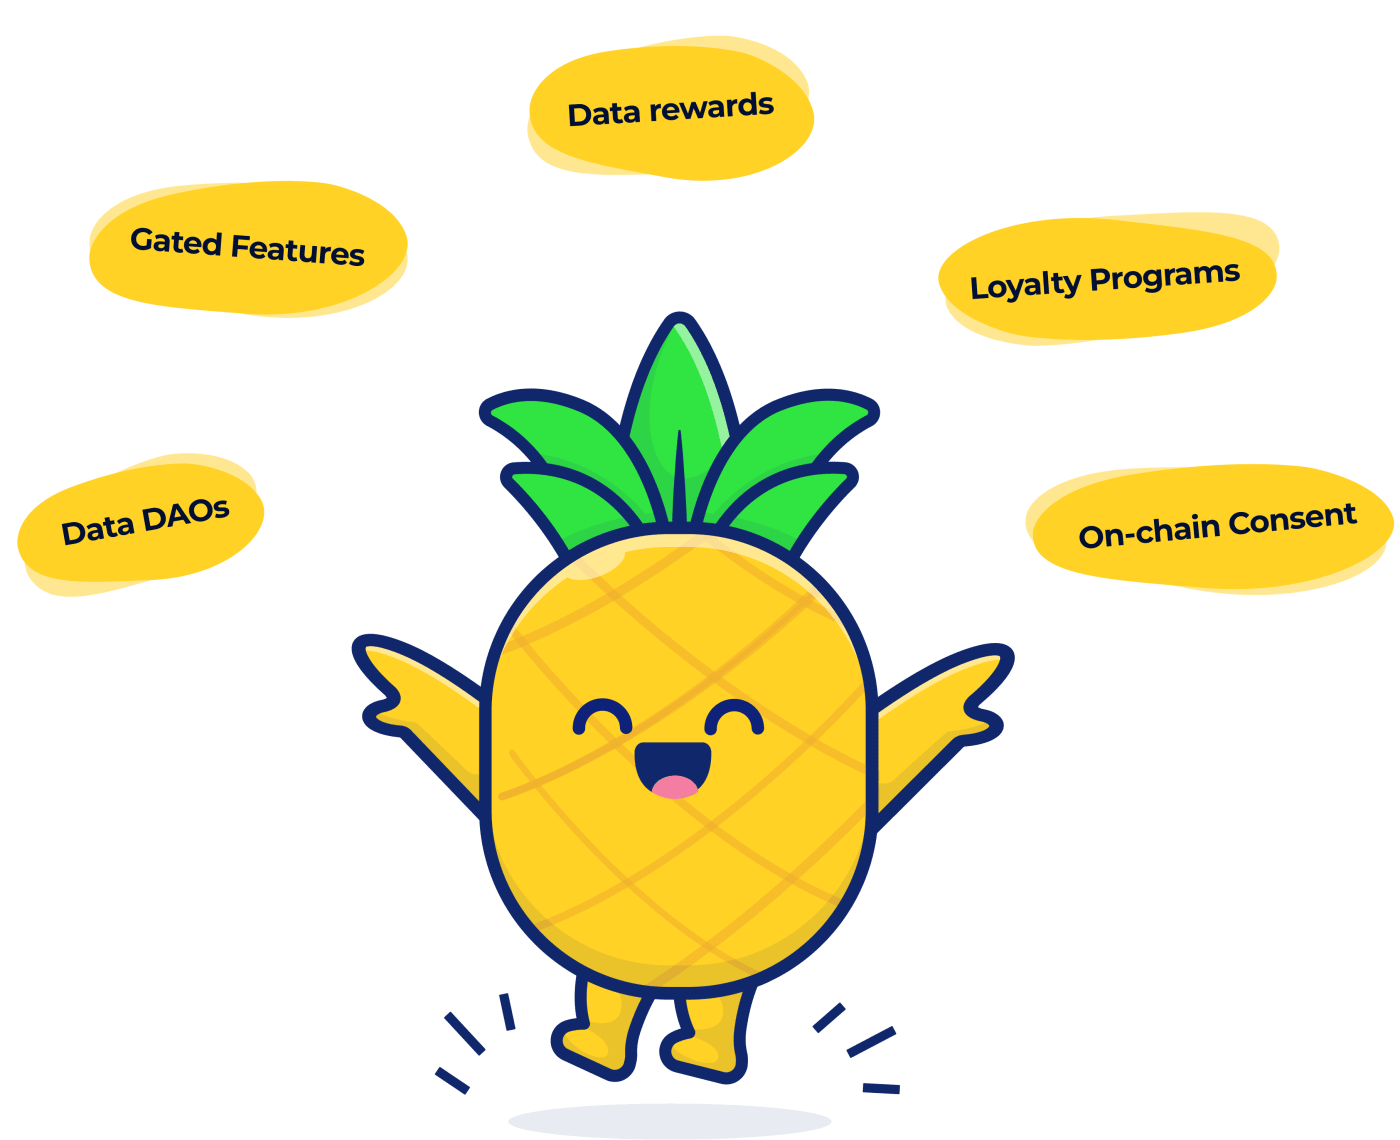 Data rewards
Gated Features
Loyalty Programs
Data DAOs
On-chain Consent